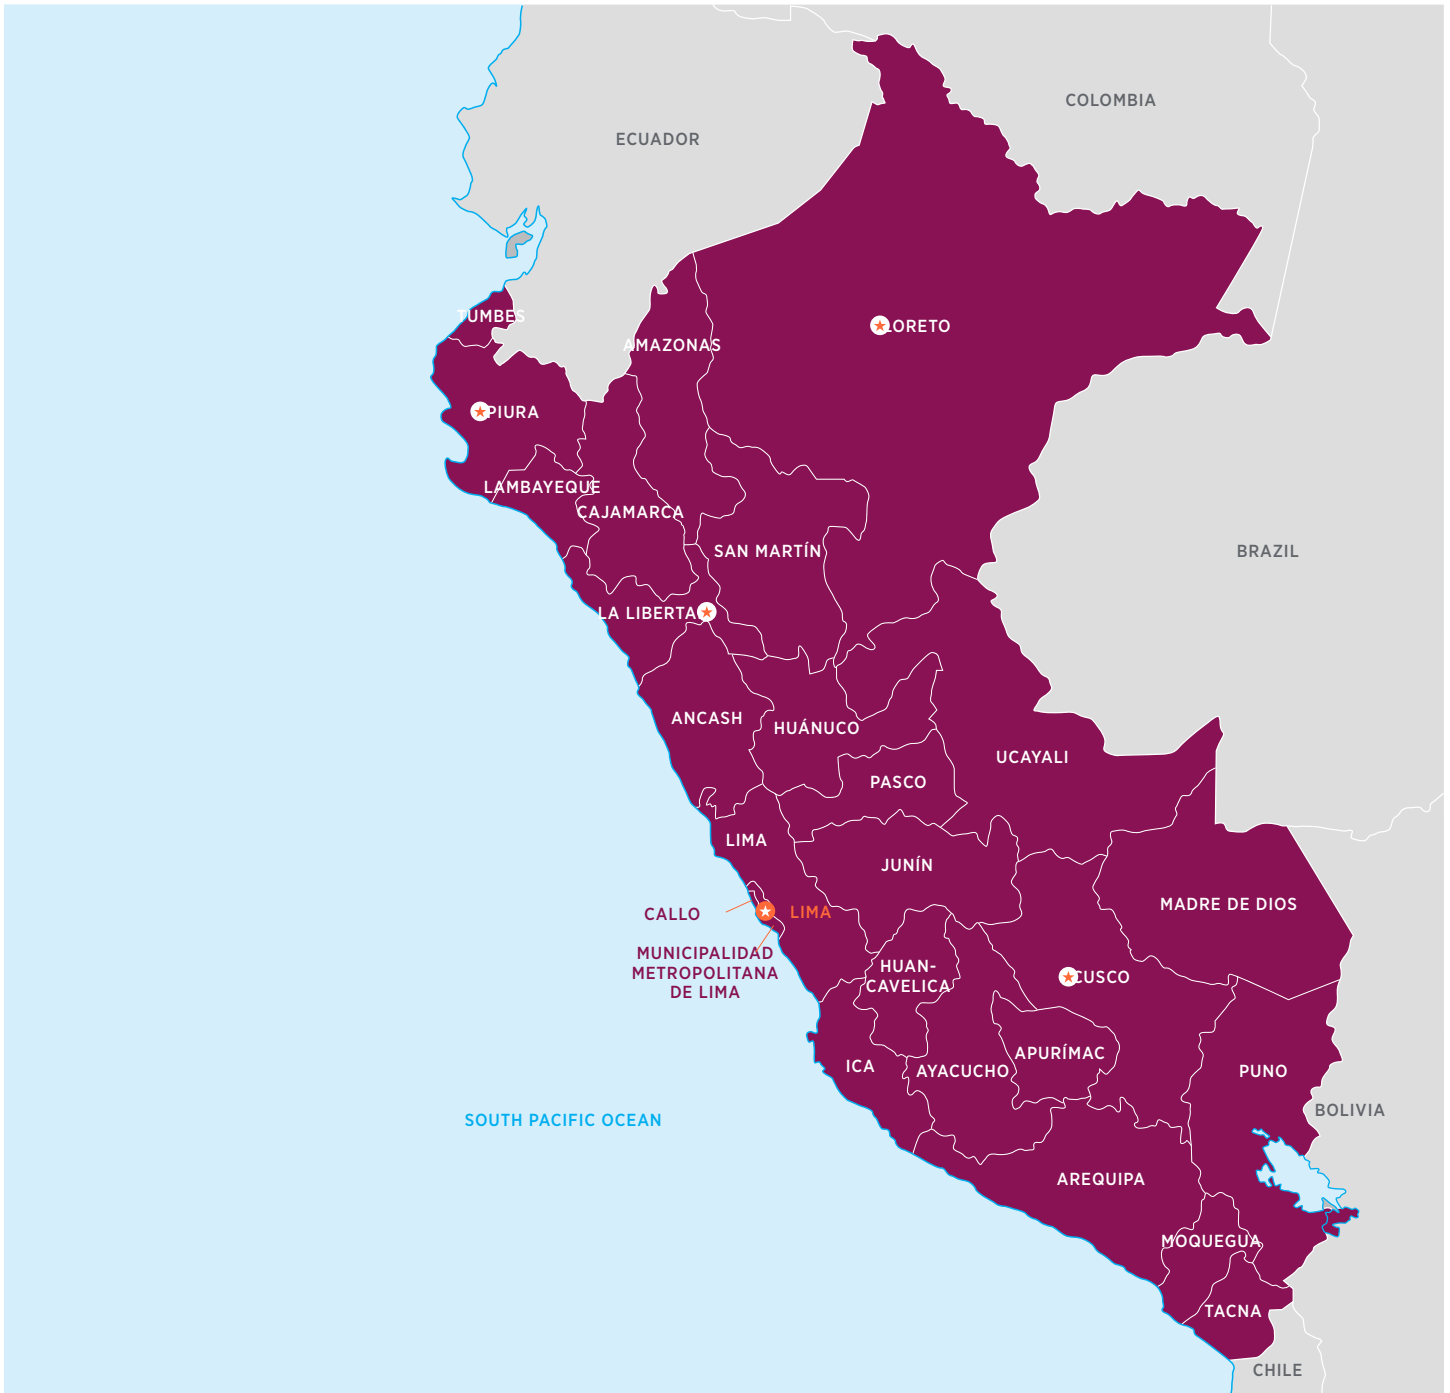 COLOMBIA
ECUADOR
TUMBES
LORETO
AMAZONAS
PIURA
LAMBAYEQUE
CAJAMARCA
SAN MARTÍN
BRAZIL
LA LIBERTA
ANCASH
HUÁNUCO
UCAYALI
PASCO
LIMA
JUNÍN
MADRE DE DIOS
CALLO
LIMA
MUNICIPALIDAD
METROPOLITANA
DE LIMA
HUAN-
CAVELICA
CUSCO
APURÍMAC
ICA
AYACUCHO
PUNO
BOLIVIA
SOUTH PACIFIC OCEAN
AREQUIPA
MOQUEGUA
TACNA
CHILE